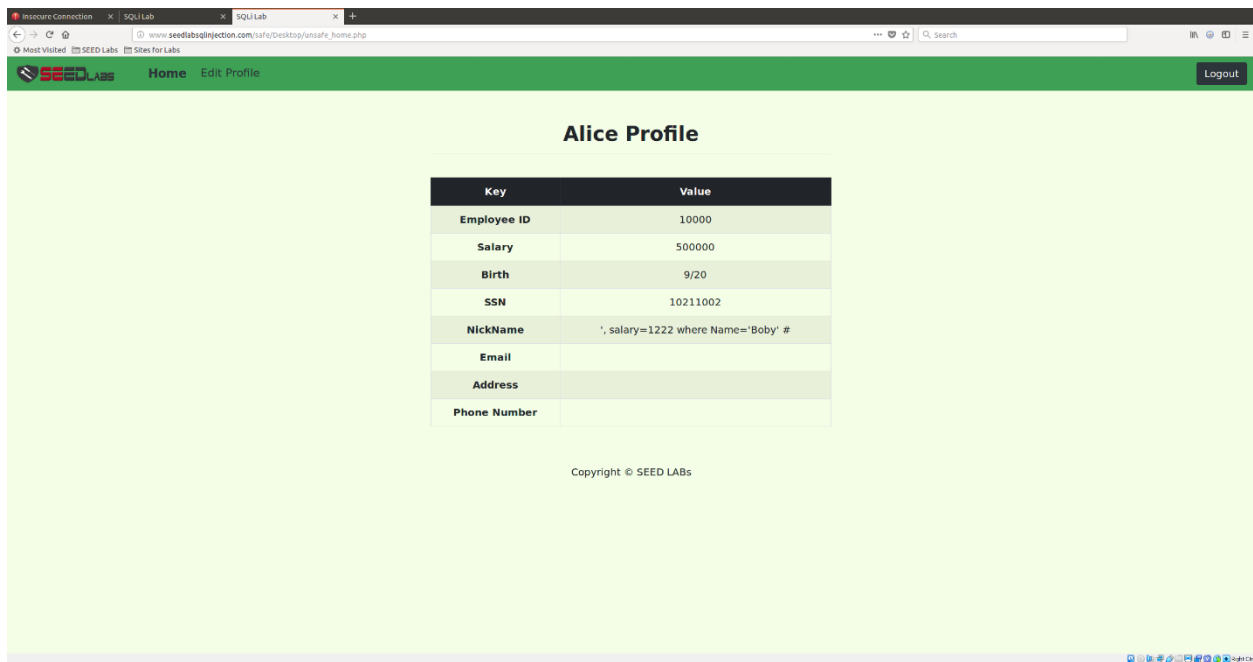 Insecure Connection × SQLi Lab × SQLi Lab × +
www.seedlabsqlinjection.com/safe/Desktop/unsafe_home.php ... Search
Most Visited SEED Labs Sites for Labs
SEEDLABS Home Edit Profile Logout
Alice Profile
Key Value
Employee ID 10000
Salary 500000
Birth 9/20
SSN 10211002
NickName ', salary=1222 where Name='Boby' #
Email
Address
Phone Number
Copyright © SEED LABs